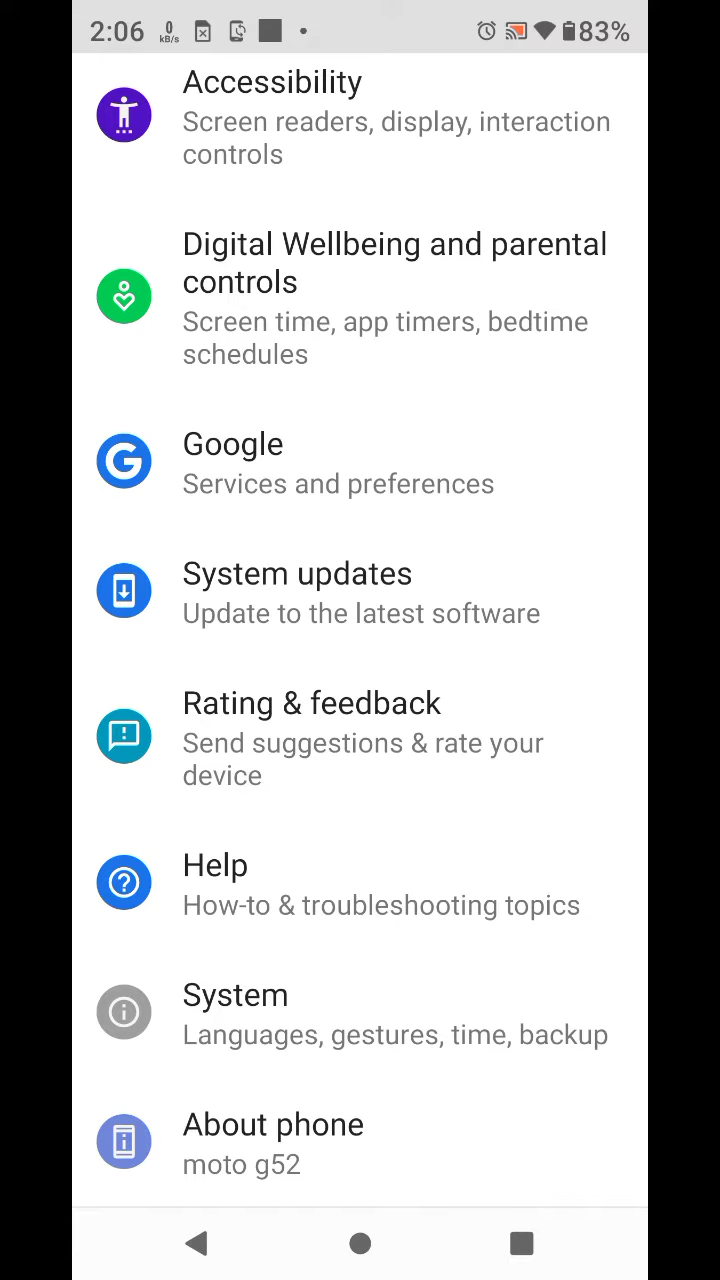 2:06 0 kB/s 83%
Accessibility
Screen readers, display, interaction
controls
Digital Wellbeing and parental
controls
Screen time, app timers, bedtime
schedules
Google
Services and preferences
System updates
Update to the latest software
Rating & feedback
Send suggestions & rate your
device
Help
How-to & troubleshooting topics
System
Languages, gestures, time, backup
About phone
moto g52